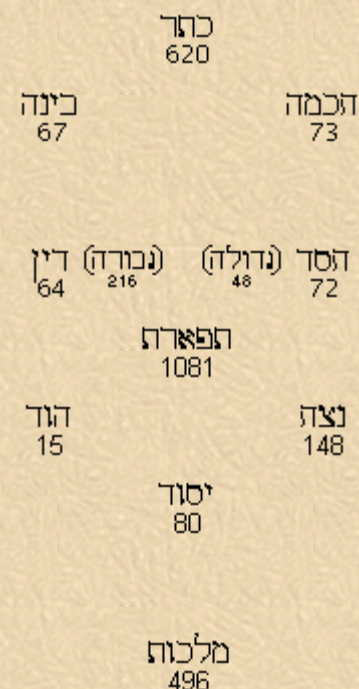 כתר
620
חכמה בינה
73 67
חסד (גדולה) (גבורה) דין
72 48 216 64
תפארת
1081
נצח הוד
148 15
יסוד
80
מלכות
496